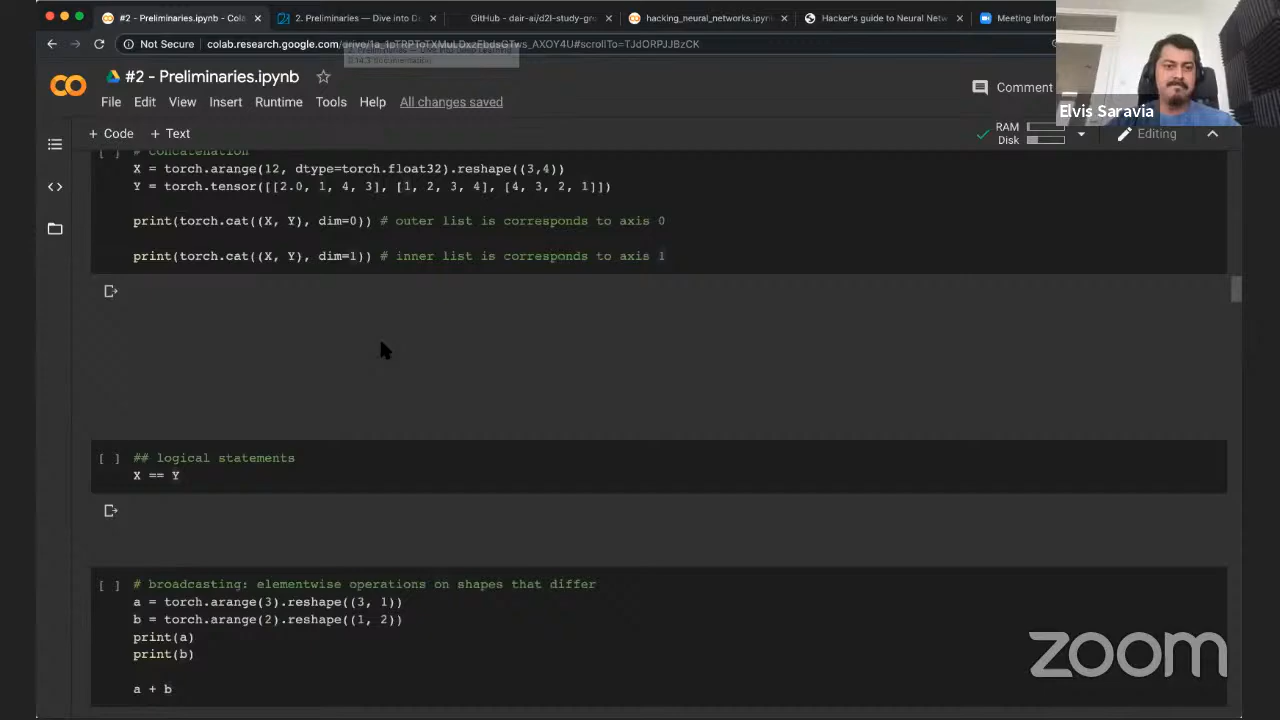 #2 - Preliminaries.ipynb - Cola
2. Preliminaries — Dive into De
GitHub - dair-ai/d2l-study-gro
hacking_neural_networks.ipynb
Hacker's guide to Neural Netw
Meeting Inform
Not Secure
colab.research.google.com/
#2 - Preliminaries.ipynb
Comment
Elvis Saravia
File Edit View Insert Runtime Tools Help All changes saved
+ Code + Text
RAM
Disk
Editing
[ ] # concatenation
X = torch.arange(12, dtype=torch.float32).reshape((3,4))
Y = torch.tensor([[2.0, 1, 4, 3], [1, 2, 3, 4], [4, 3, 2, 1]])
print(torch.cat((X, Y), dim=0)) # outer list is corresponds to axis 0
print(torch.cat((X, Y), dim=1)) # inner list is corresponds to axis 1
[ ] ## logical statements
X == Y
[ ] # broadcasting: elementwise operations on shapes that differ
a = torch.arange(3).reshape((3, 1))
b = torch.arange(2).reshape((1, 2))
print(a)
print(b)
a + b
zoom